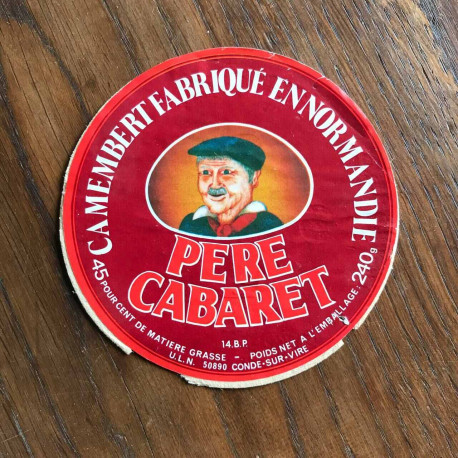 CAMEMBERT FABRIQUÉ EN NORMANDIE
PERE
CABARET
14.B.P.
45 POUR CENT DE MATIERE GRASSE - POIDS NET A L'EMBALLAGE: 240g
U.L.N. 50890 CONDE-SUR-VIRE